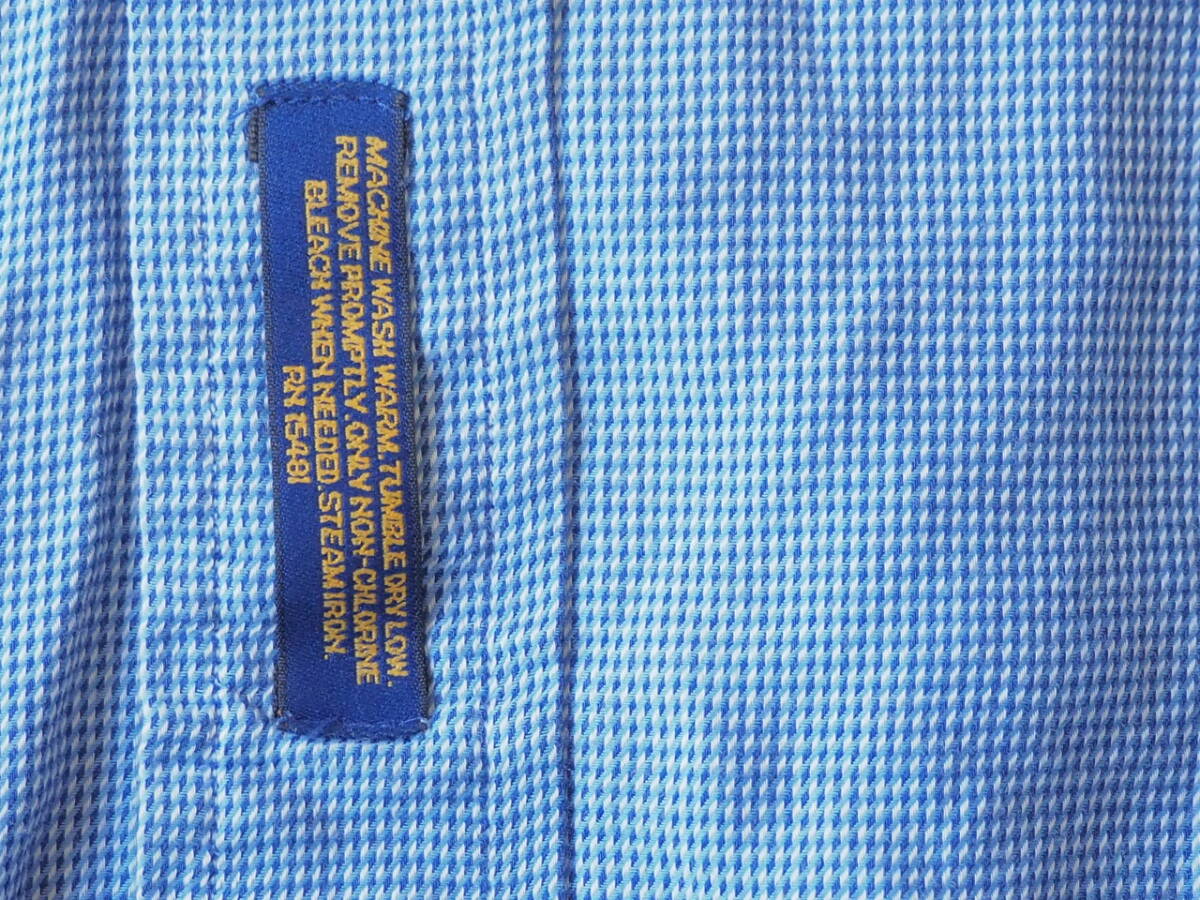 MACHINE WASH WARM. TUMBLE DRY LOW.
REMOVE PROMPTLY. ONLY NON-CHLORINE
BLEACH WHEN NEEDED. STEAM IRON.
RN 15481